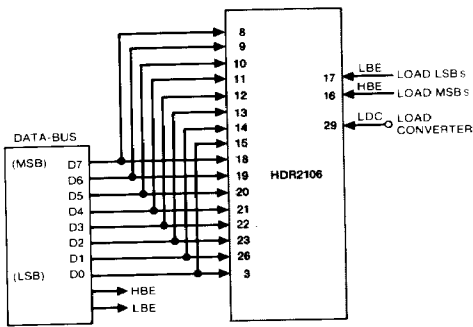 8
9
10
11
12
13
14
15
18
19
20
21
22
23
26
3
HDR2106
17
16
29
LBE
LOAD LSBs
HBE
LOAD MSBs
LDC
LOAD
CONVERTER
DATA-BUS
(MSB)
D7
D6
D5
D4
D3
D2
D1
(LSB)
D0
HBE
LBE